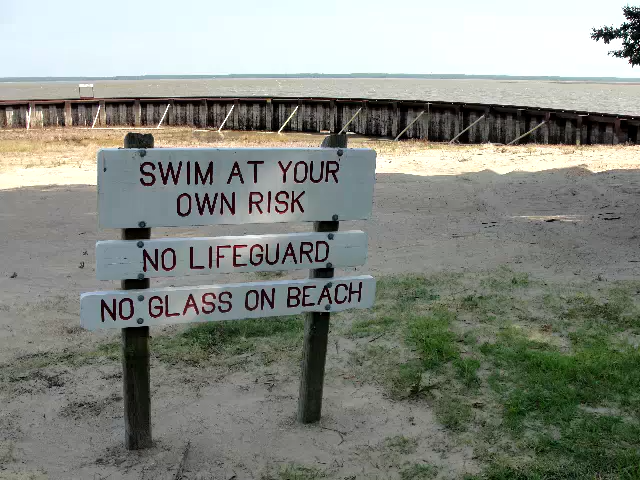 SWIM AT YOUR
OWN RISK
NO LIFEGUARD
NO GLASS ON BEACH